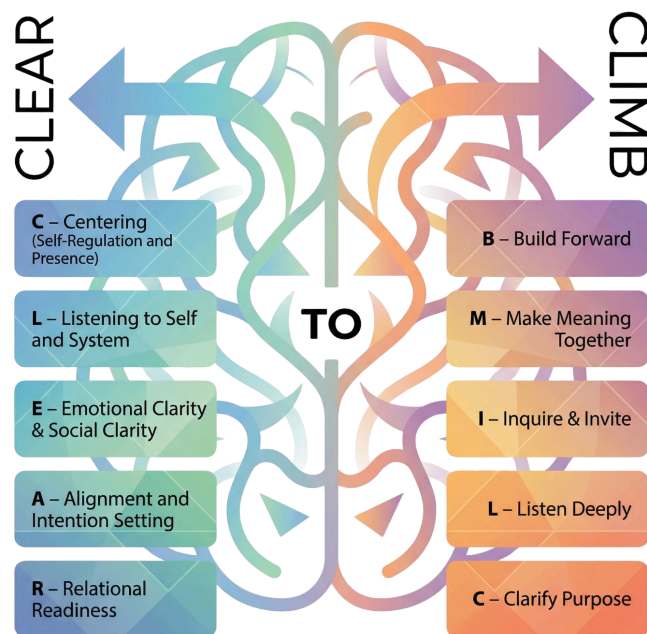 CLEAR
TO
CLIMB
C – Centering
(Self-Regulation and
Presence)
L – Listening to Self
and System
E – Emotional Clarity
& Social Clarity
A – Alignment and
Intention Setting
R – Relational
Readiness
B – Build Forward
M – Make Meaning
Together
I – Inquire & Invite
L – Listen Deeply
C – Clarify Purpose